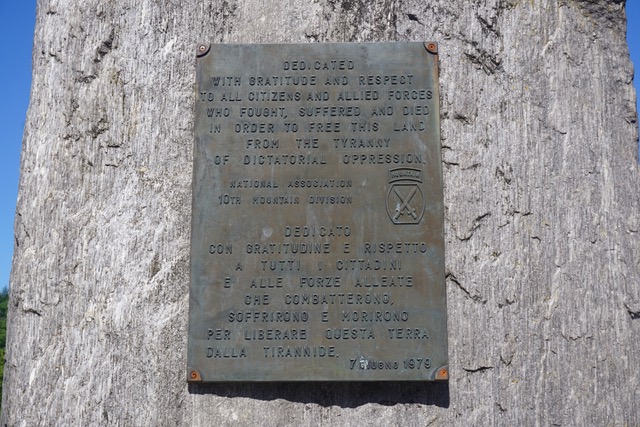 DEDICATED
WITH GRATITUDE AND RESPECT
TO ALL CITIZENS AND ALLIED FORCES
WHO FOUGHT, SUFFERED AND DIED
IN ORDER TO FREE THIS LAND
FROM THE TYRANNY
OF DICTATORIAL OPPRESSION.
NATIONAL ASSOCIATION
10TH MOUNTAIN DIVISION
MOUNTAIN
DEDICATO
CON GRATITUDINE E RISPETTO
A TUTTI I CITTADINI
E ALLE FORZE ALLEATE
CHE COMBATTERONO,
SOFFRIRONO E MORIRONO
PER LIBERARE QUESTA TERRA
DALLA TIRANNIDE.
7 GIUGNO 1979